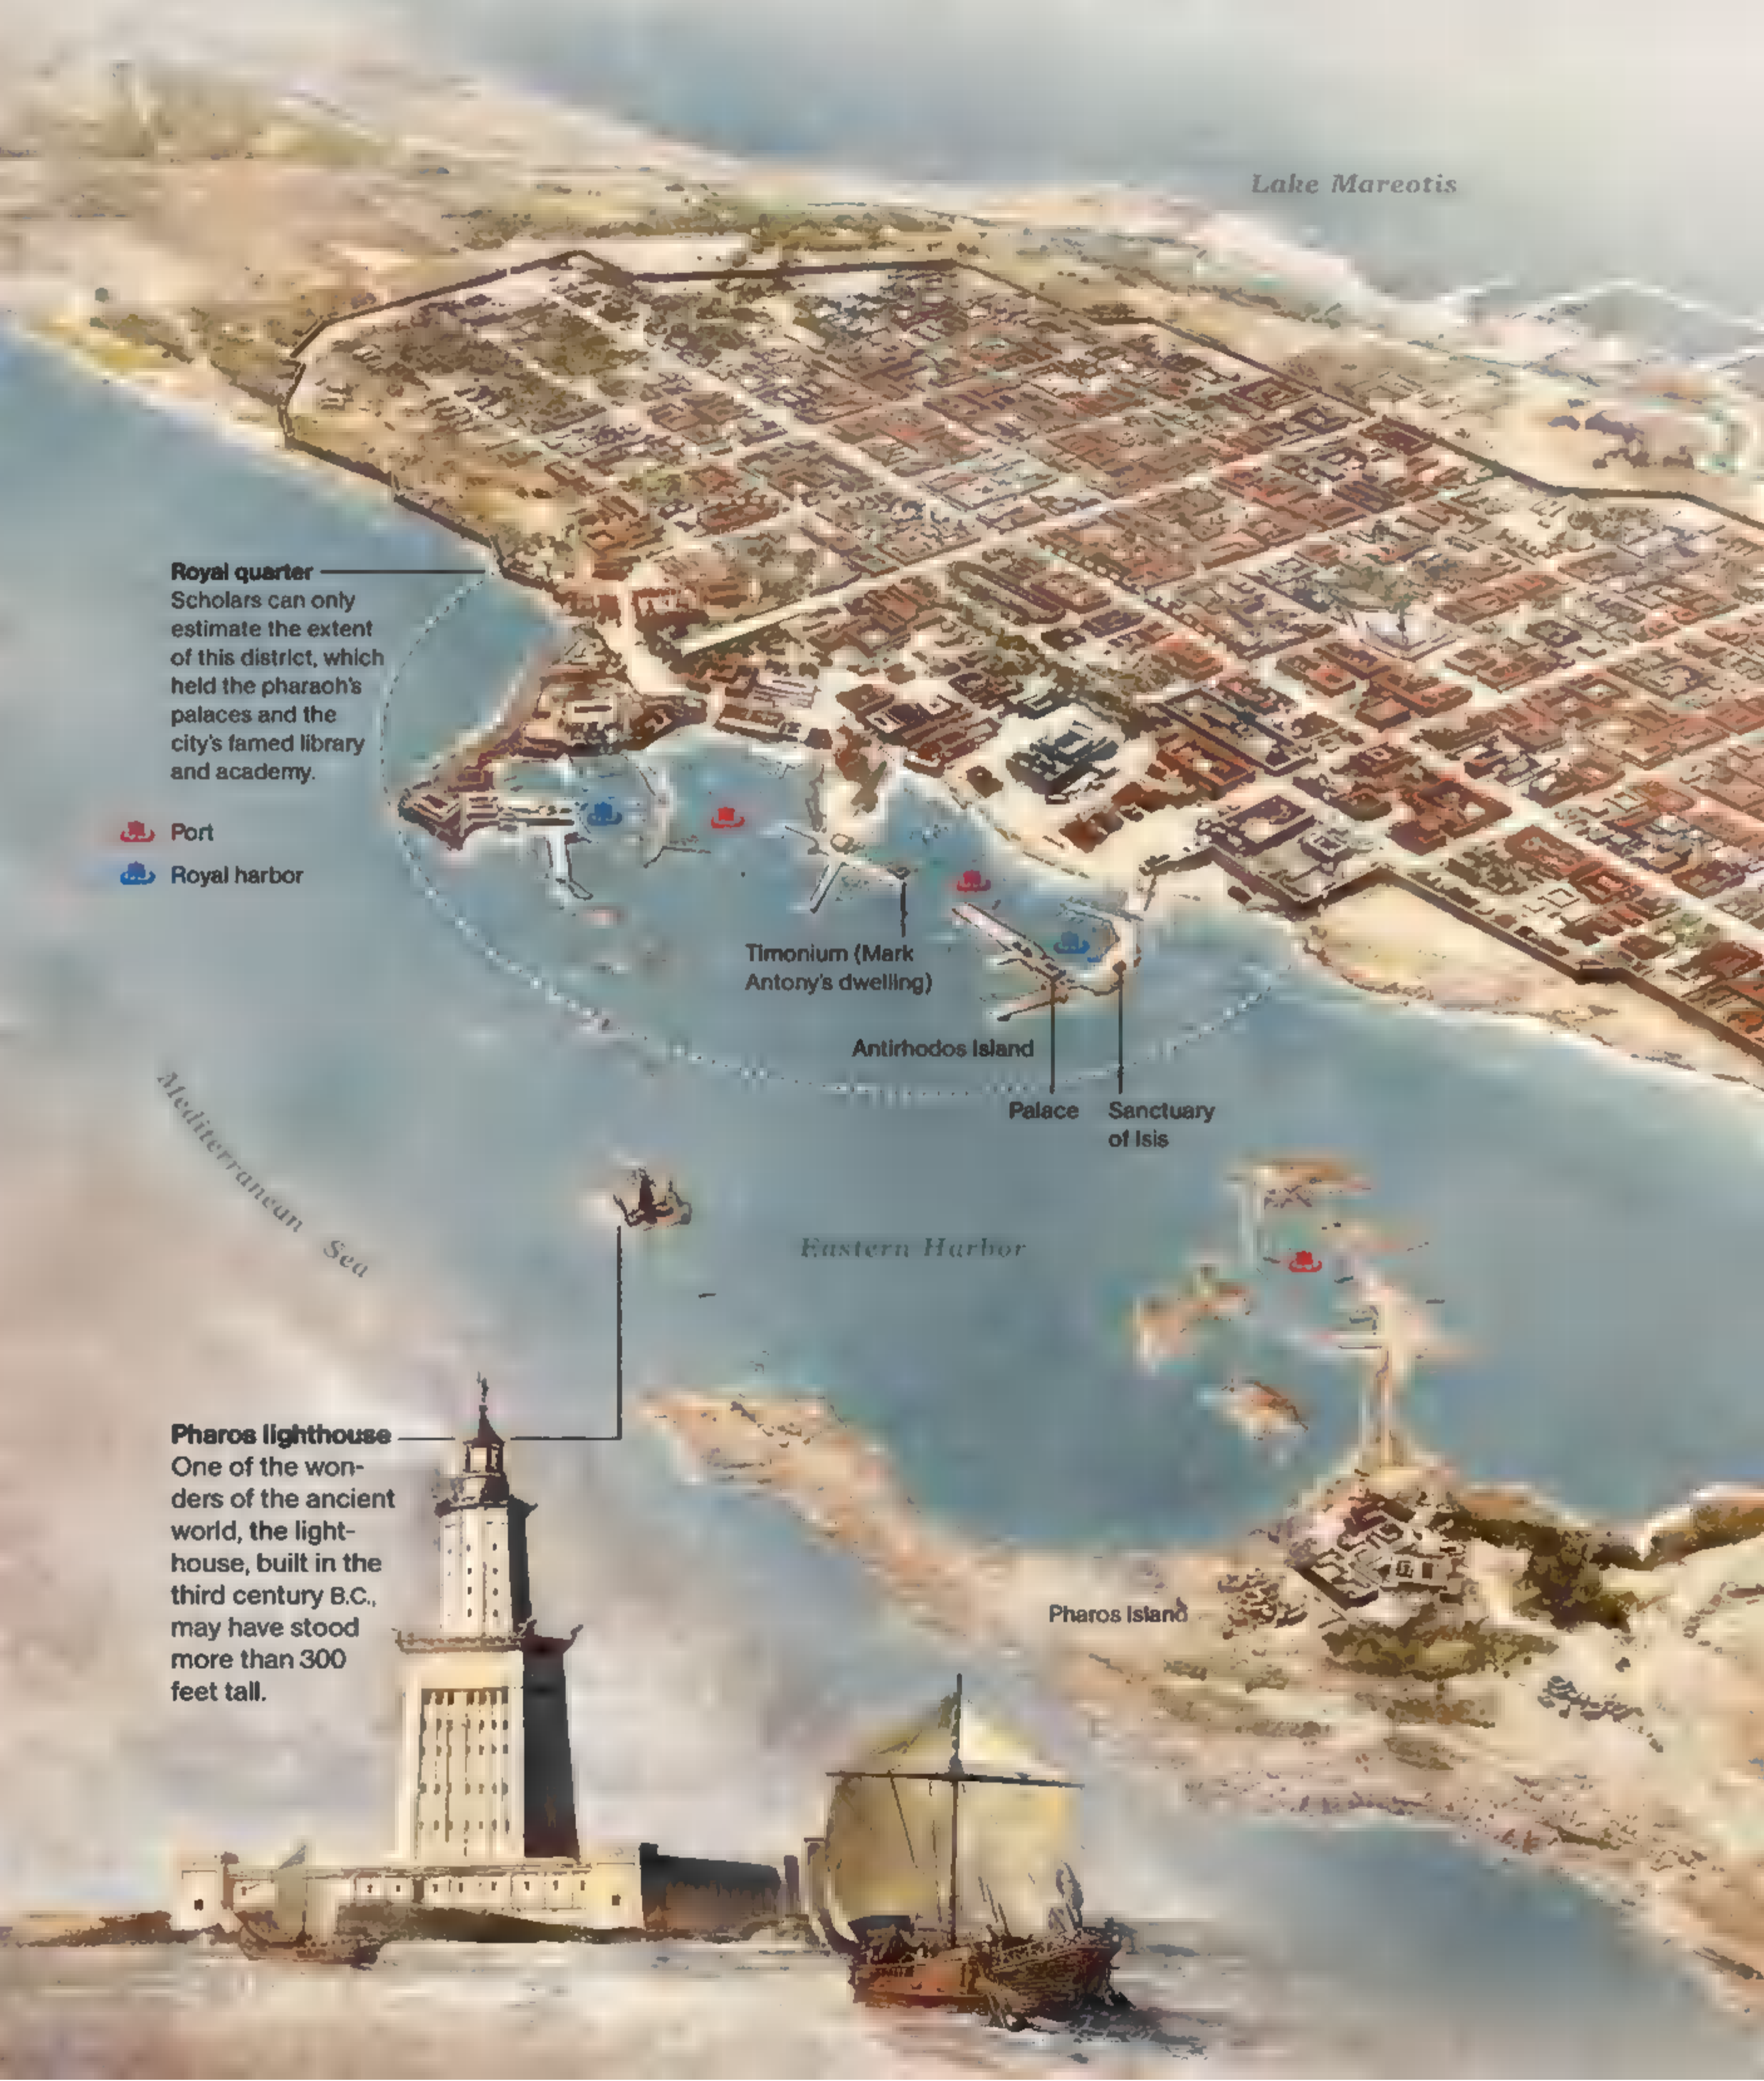 Lake Mareotis
Royal quarter
Scholars can only
estimate the extent
of this district, which
held the pharaoh's
palaces and the
city's famed library
and academy.
Port
Royal harbor
Timonium (Mark
Antony's dwelling)
Antirhodos Island
Palace
Sanctuary
of Isis
Mediterranean Sea
Eastern Harbor
Pharos lighthouse
One of the won-
ders of the ancient
world, the light-
house, built in the
third century B.C.,
may have stood
more than 300
feet tall.
Pharos Island